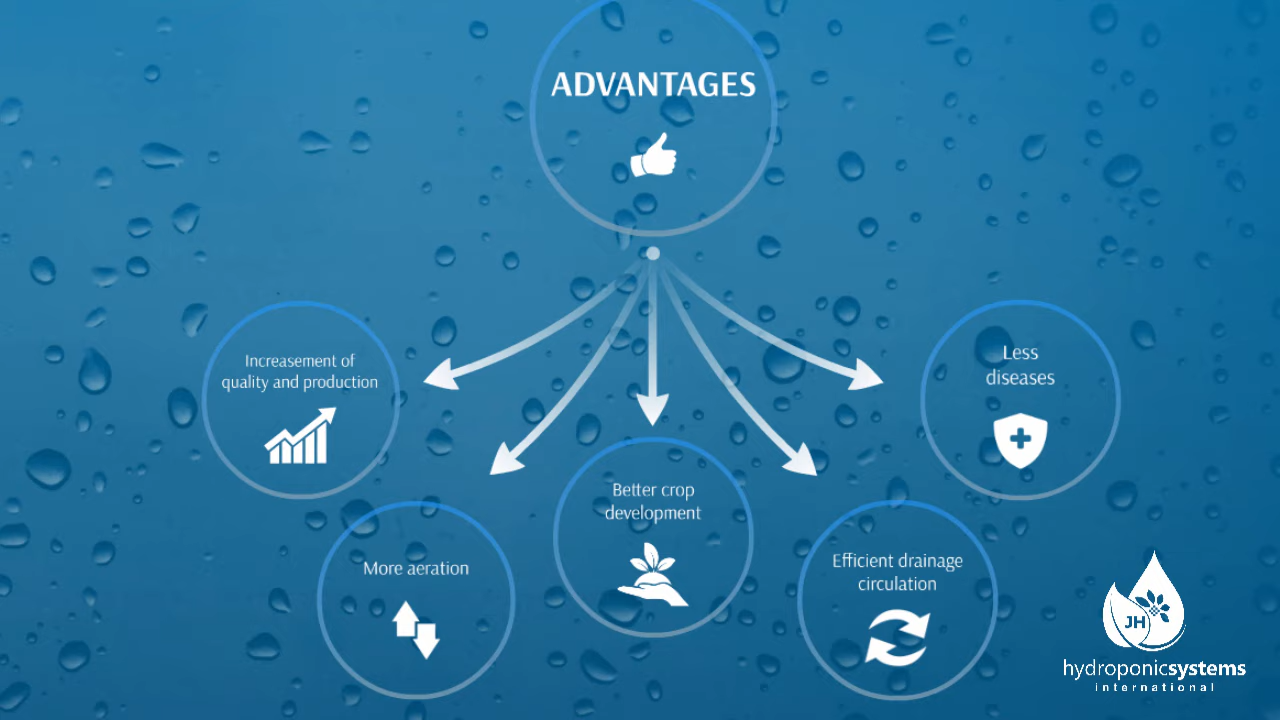 ADVANTAGES
Increasement of
quality and production
More aeration
Better crop
development
Efficient drainage
circulation
Less
diseases
JH
hydroponicsystems
international